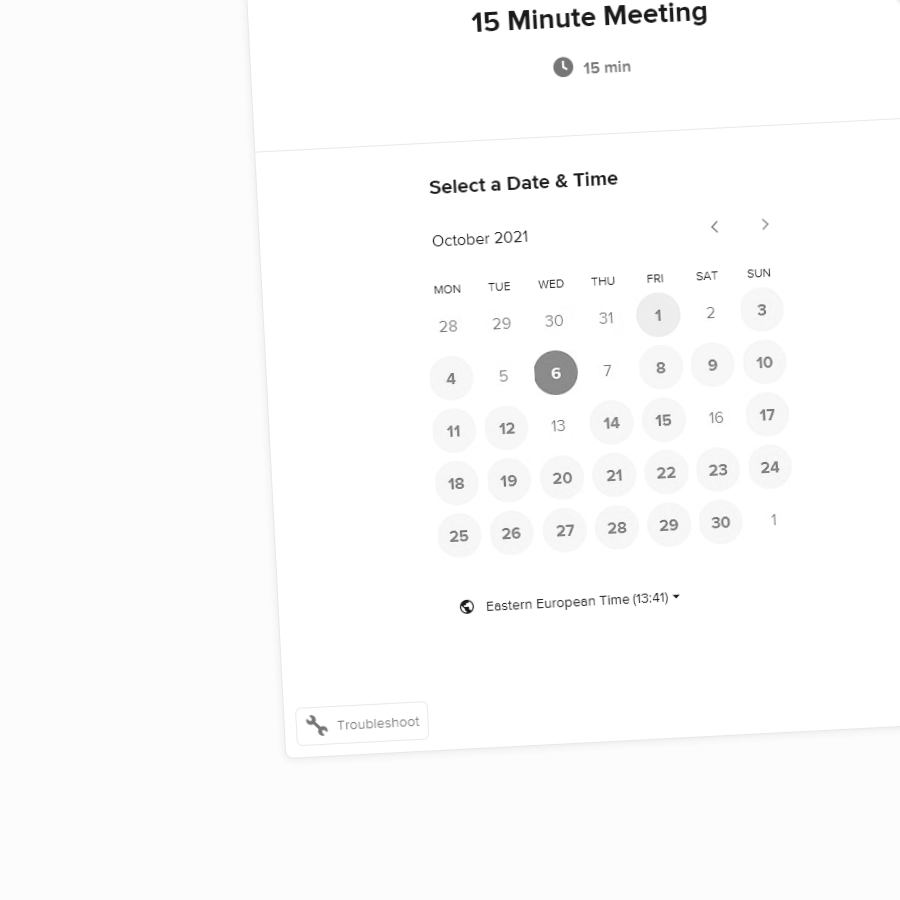 15 Minute Meeting
15 min
Select a Date & Time
October 2021
MON TUE WED THU FRI SAT SUN
28 29 30 31 1 2 3
4 5 6 7 8 9 10
11 12 13 14 15 16 17
18 19 20 21 22 23 24
25 26 27 28 29 30 1
Eastern European Time (13:41)
Troubleshoot